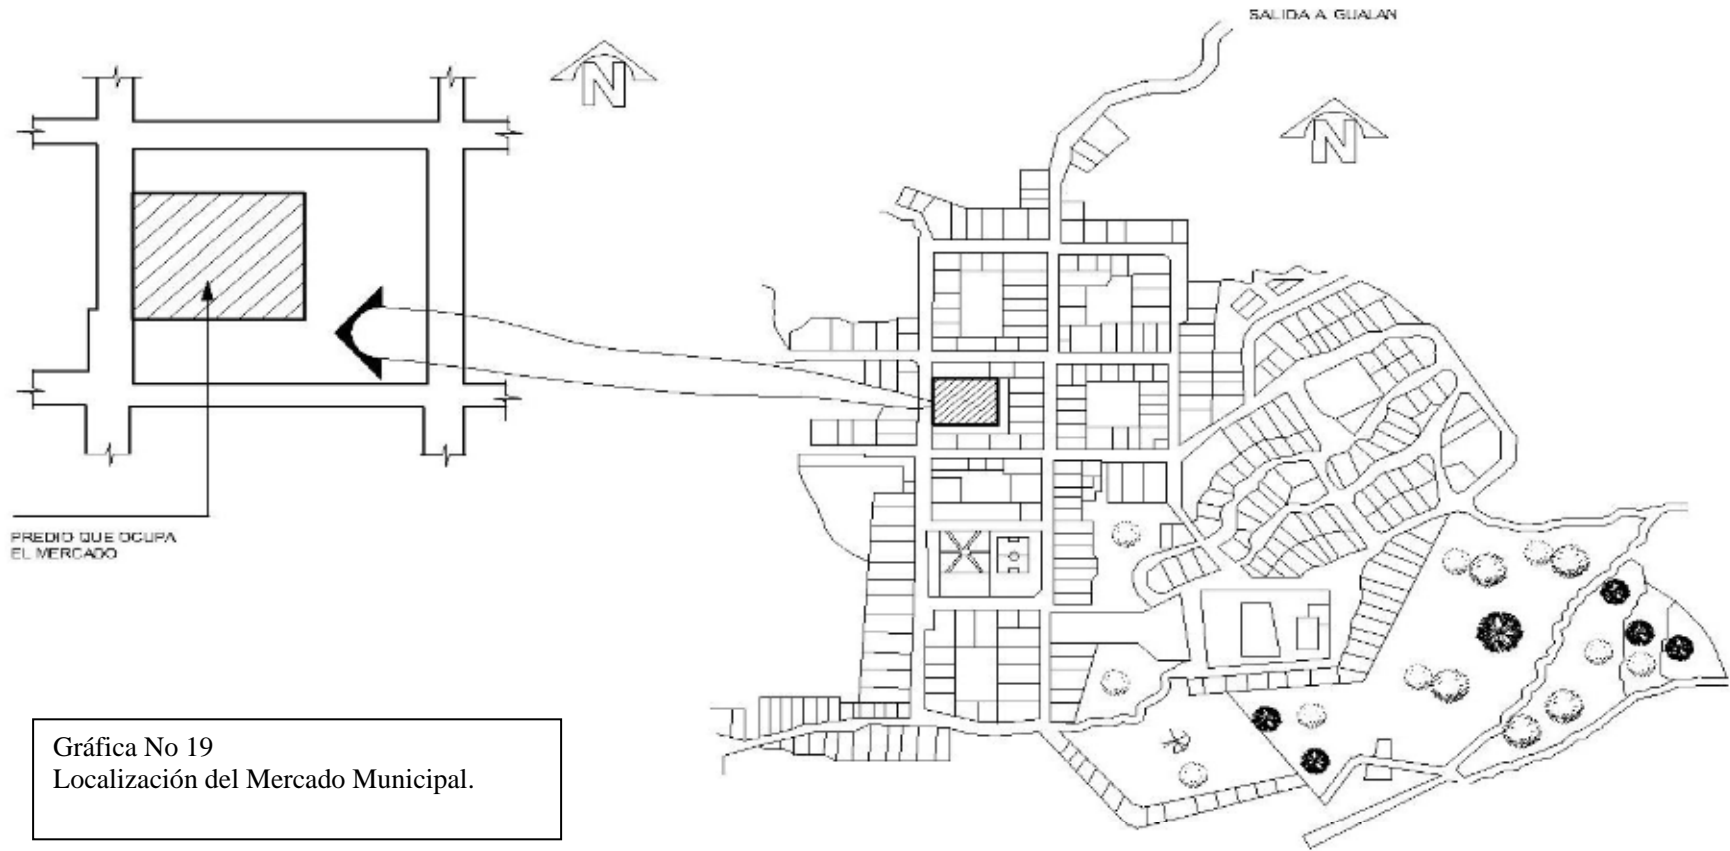 SALIDA A GUALAN
N
N
PREDIO QUE OCUPA
EL MERCADO
Gráfica No 19
Localización del Mercado Municipal.